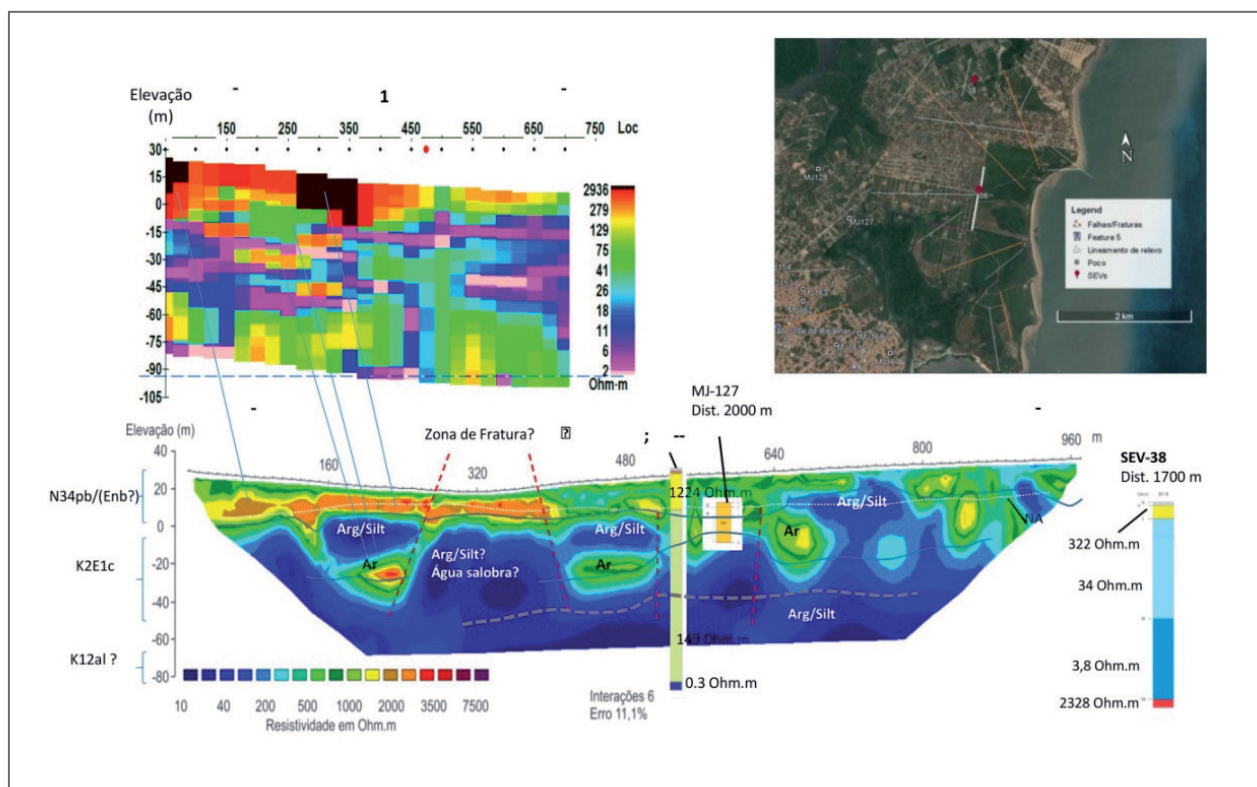 Elevação
(m)
-
1
-
150 250 350 450 550 650 750 Loc
30
15
0
-15
-30
-45
-60
-75
-90
-105
2936
279
129
75
41
26
18
11
6
2
Ohm·m
MJ128
MJ127
N
Legend
Falhas/Fraturas
Feature 5
Lineamento de relevo
Poco
SEVs
2 km
MJ-127
Dist. 2000 m
-
-
Elevação (m)
Zona de Fratura?
; --
SEV-38
Dist. 1700 m
40
20
0
-20
-40
-60
-80
160 320 480 640 800 960 m
N34pb/(Enb?)
K2E1c
K12al ?
1224 Ohm.m
Arg/Silt
Arg/Silt?
Água salobra?
Arg/Silt
Ar
Ar
Ar
Arg/Silt
NA
Arg/Silt
149 Ohm.m
0.3 Ohm.m
322 Ohm.m
34 Ohm.m
3,8 Ohm.m
2328 Ohm.m
10 40 200 500 1000 2000 3500 7500
Resistividade em Ohm.m
Interações 6
Erro 11,1%